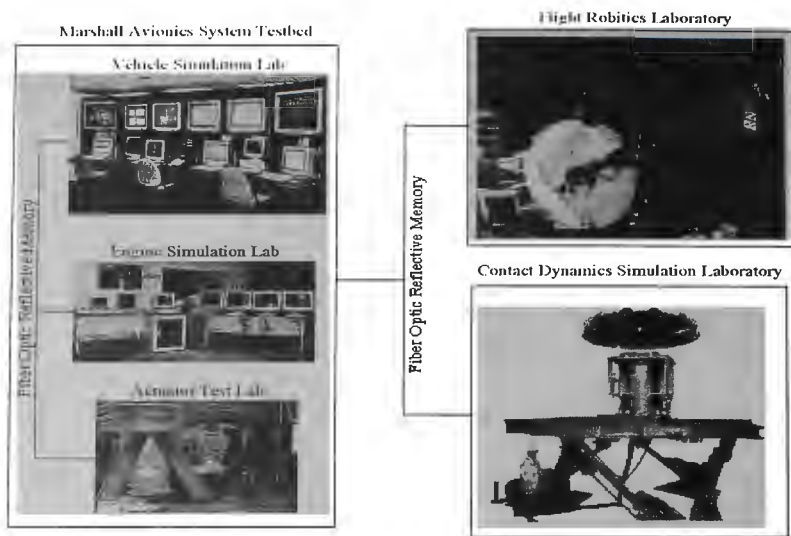 Marshall Avionics System Testbed
Vehicle Simulation Lab
Fiber Optic Reflective Memory
Engine Simulation Lab
Actuator Test Lab
Fiber Optic Reflective Memory
Flight Robitics Laboratory
Contact Dynamics Simulation Laboratory